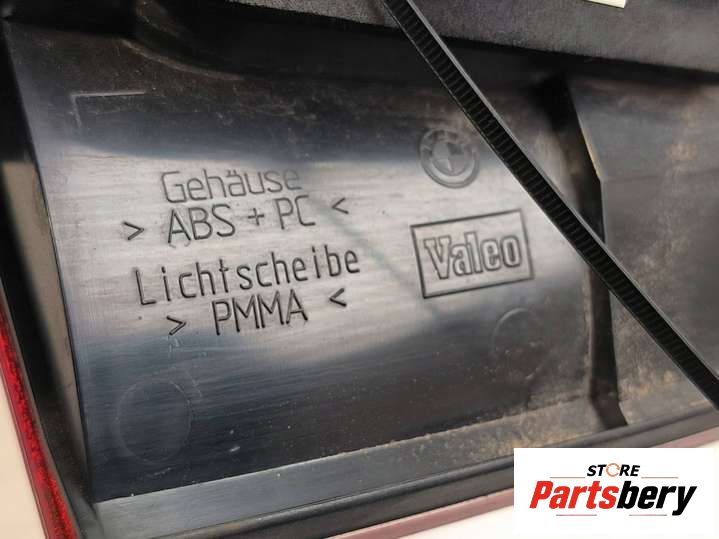 Gehäuse
> ABS + PC <
Lichtscheibe
> PMMA <
Valeo
STORE
Partsbery